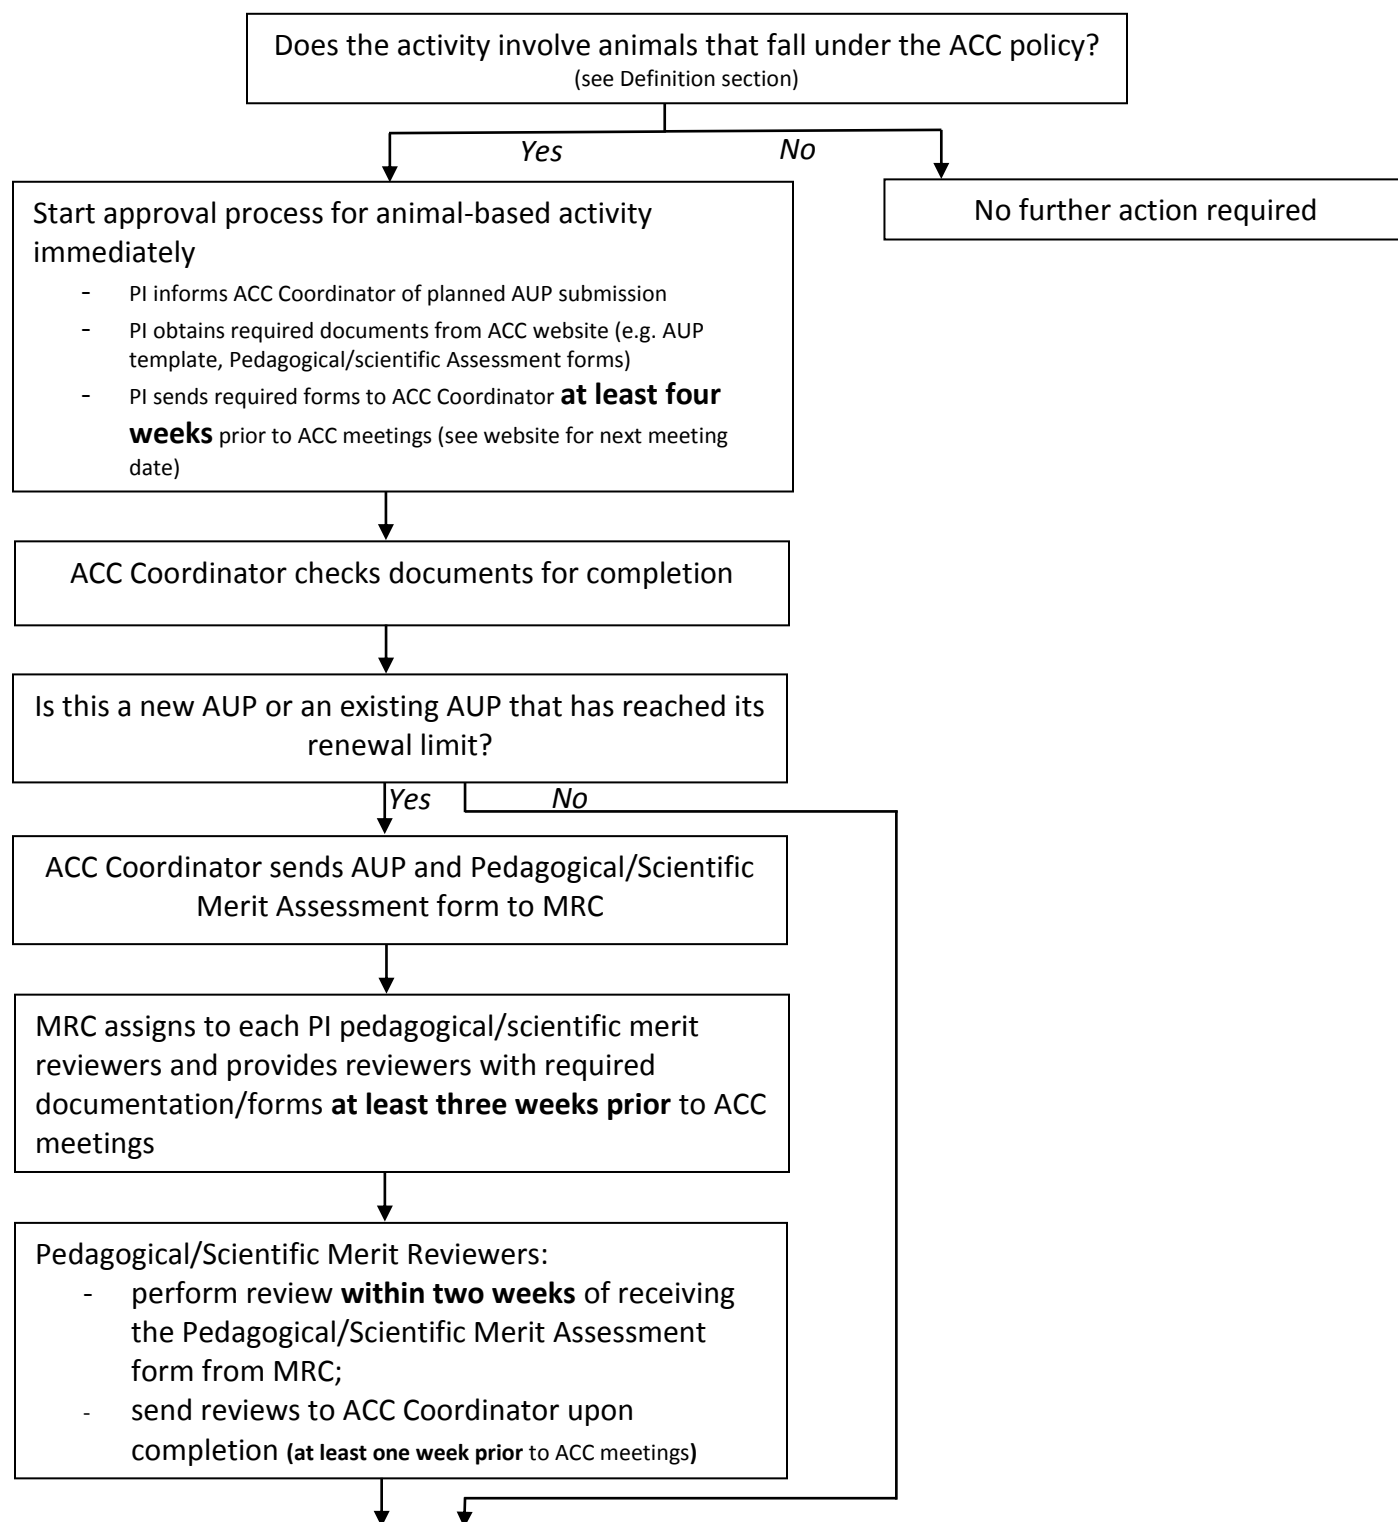 Does the activity involve animals that fall under the ACC policy?
(see Definition section)
Yes
No
Start approval process for animal-based activity
immediately
- PI informs ACC Coordinator of planned AUP submission
- PI obtains required documents from ACC website (e.g. AUP
template, Pedagogical/scientific Assessment forms)
- PI sends required forms to ACC Coordinator at least four
weeks prior to ACC meetings (see website for next meeting
date)
No further action required
ACC Coordinator checks documents for completion
Is this a new AUP or an existing AUP that has reached its
renewal limit?
Yes
No
ACC Coordinator sends AUP and Pedagogical/Scientific
Merit Assessment form to MRC
MRC assigns to each PI pedagogical/scientific merit
reviewers and provides reviewers with required
documentation/forms at least three weeks prior to ACC
meetings
Pedagogical/Scientific Merit Reviewers:
- perform review within two weeks of receiving
the Pedagogical/Scientific Merit Assessment
form from MRC;
- send reviews to ACC Coordinator upon
completion (at least one week prior to ACC meetings)